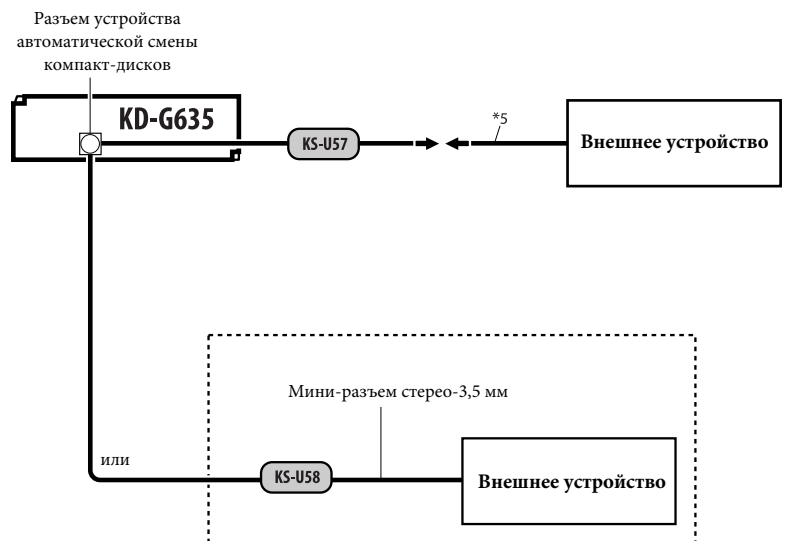 Разъем устройства
автоматической смены
компакт-дисков
KD-G635
KS-U57
*5
Внешнее устройство
Мини-разъем стерео-3,5 мм
или
KS-U58
Внешнее устройство